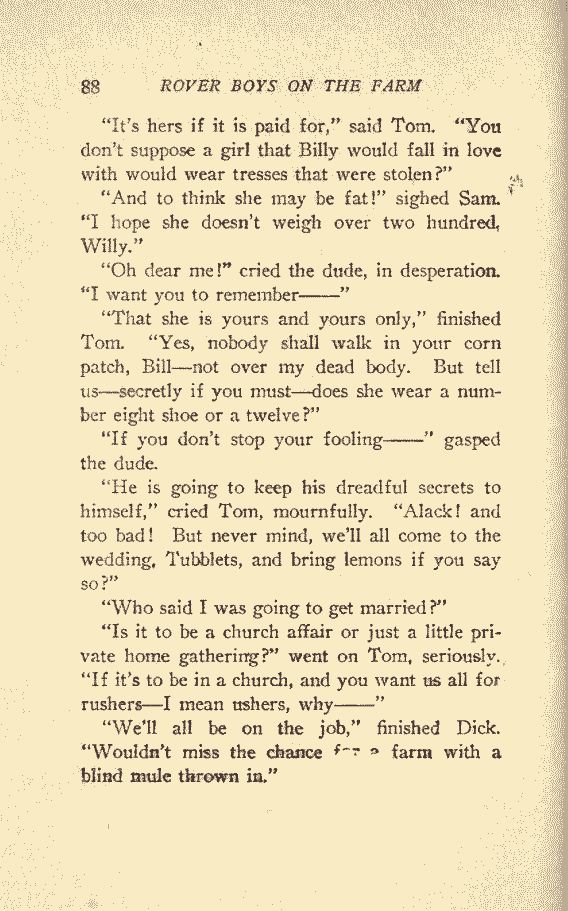 88 ROVER BOYS ON THE FARM
“It’s hers if it is paid for,” said Tom. “You
don’t suppose a girl that Billy would fall in love
with would wear tresses that were stolen?”
“And to think she may be fat!” sighed Sam.
“I hope she doesn’t weigh over two hundred,
Willy.”
“Oh dear me!” cried the dude, in desperation.
“I want you to remember——”
“That she is yours and yours only,” finished
Tom. “Yes, nobody shall walk in your corn
patch, Bill—not over my dead body. But tell
us—secretly if you must—does she wear a num-
ber eight shoe or a twelve?”
“If you don’t stop your fooling——” gasped
the dude.
“He is going to keep his dreadful secrets to
himself,” cried Tom, mournfully. “Alack! and
too bad! But never mind, we’ll all come to the
wedding, Tubblets, and bring lemons if you say
so?”
“Who said I was going to get married?”
“Is it to be a church affair or just a little pri-
vate home gathering?” went on Tom, seriously.
“If it’s to be in a church, and you want us all for
rushers—I mean ushers, why——”
“We’ll all be on the job,” finished Dick.
“Wouldn’t miss the chance farm with a
blind mule thrown in.”